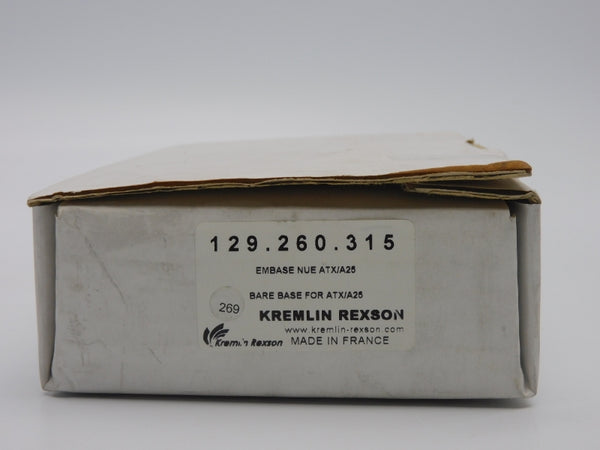 129.260.315
EMBASE NUE ATX/A25
BARE BASE FOR ATX/A25
269
KREMLIN REXSON
www.kremlin-rexson.com
Kremlin Rexson
MADE IN FRANCE